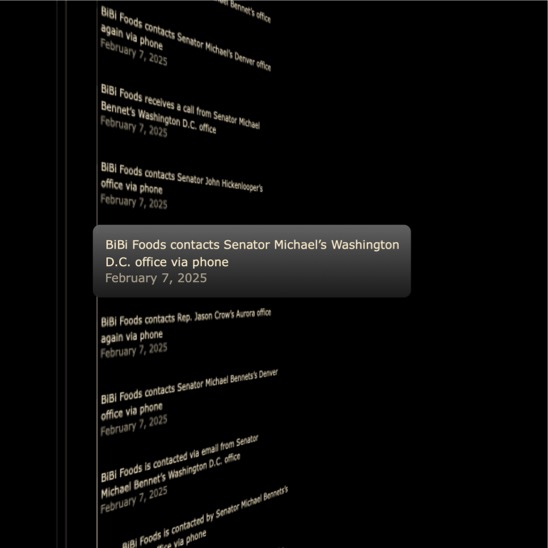 Bennet's office
BiBi Foods contacts Senator Michael's Denver office
again via phone
February 7, 2025
BiBi Foods receives a call from Senator Michael
Bennet's Washington D.C. office
February 7, 2025
BiBi Foods contacts Senator John Hickenlooper's
office via phone
February 7, 2025
BiBi Foods contacts Senator Michael's Washington
D.C. office via phone
February 7, 2025
BiBi Foods contacts Rep. Jason Crow's Aurora office
again via phone
February 7, 2025
BiBi Foods contacts Senator Michael Bennets's Denver
office via phone
February 7, 2025
BiBi Foods is contacted via email from Senator
Michael Bennet's Washington D.C. office
February 7, 2025
BiBi Foods is contacted by Senator Michael Bennets's
office via phone